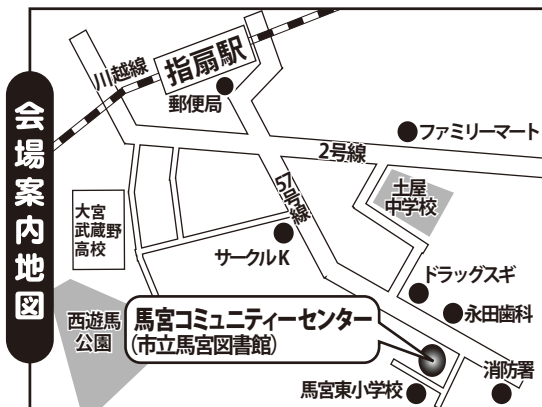 会場案内地図
川越線
指扇駅
郵便局
ファミリーマート
2号線
57号線
土屋
中学校
大宮
武蔵野
高校
サークルK
ドラッグスギ
永田歯科
西遊馬
公園
馬宮コミュニティーセンター
(市立馬宮図書館)
消防署
馬宮東小学校